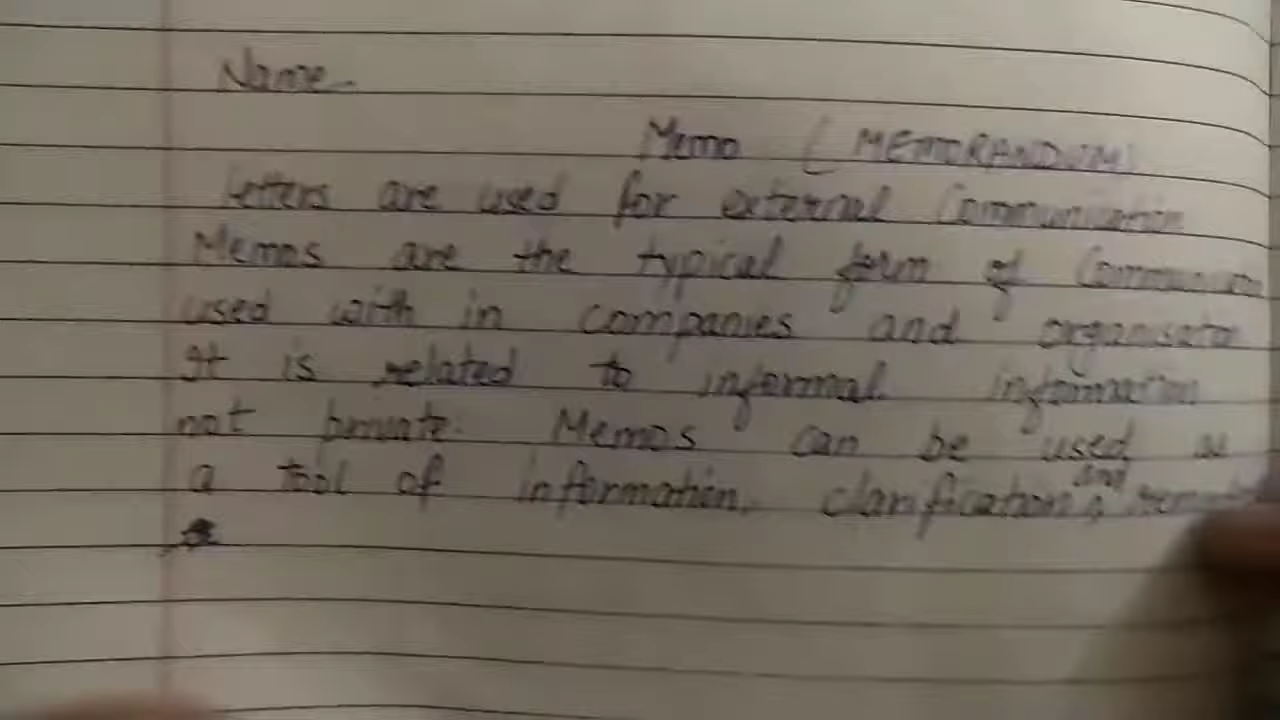 Name-
Memo (MEMORANDUM)
Letters are used for external Communication
Memos are the typical form of
used with in companies and
It is related to informal information
not private. Memos can be used as
a tool of information, clarification and